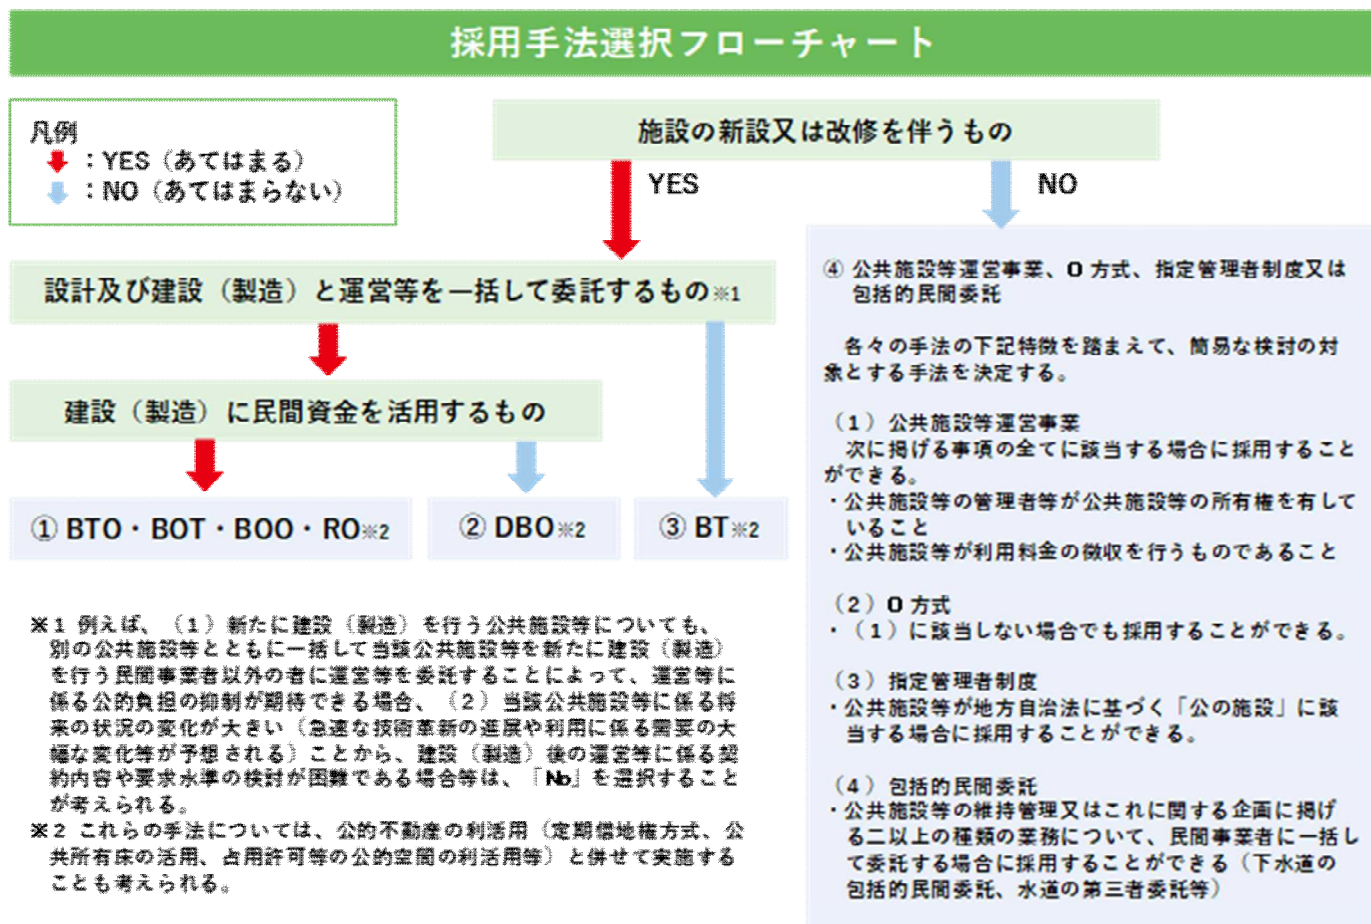 採用手法選択フローチャート
凡例
：YES（あてはまる）
：NO（あてはまらない）
施設の新設又は改修を伴うもの
YES
NO
設計及び建設（製造）と運営等を一括して委託するもの※1
建設（製造）に民間資金を活用するもの
① BTO・BOT・BOO・RO※2
② DBO※2
③ BT※2
※1 例えば、（1）新たに建設（製造）を行う公共施設等についても、
別の公共施設等とともに一括して当該公共施設等を新たに建設（製造）
を行う民間事業者以外の者に運営等を委託することによって、運営等に
係る公的負担の抑制が期待できる場合、（2）当該公共施設等に係る将
来の状況の変化が大きい（急速な技術革新の進展や利用に係る需要の大
幅な変化等が予想される）ことから、建設（製造）後の運営等に係る契
約内容や要求水準の検討が困難である場合等は、「No」を選択すること
が考えられる。
※2 これらの手法については、公的不動産の利活用（定期借地権方式、公
共所有床の活用、占用許可等の公的空間の利活用等）と併せて実施する
ことも考えられる。
④ 公共施設等運営事業、O 方式、指定管理者制度又は
包括的民間委託
各々の手法の下記特徴を踏まえて、簡易な検討の対
象とする手法を決定する。
（1）公共施設等運営事業
次に掲げる事項の全てに該当する場合に採用すること
ができる。
・公共施設等の管理者等が公共施設等の所有権を有して
いること
・公共施設等が利用料金の徴収を行うものであること
（2）O 方式
・（1）に該当しない場合でも採用することができる。
（3）指定管理者制度
・公共施設等が地方自治法に基づく「公の施設」に該
当する場合に採用することができる。
（4）包括的民間委託
・公共施設等の維持管理又はこれに関する企画に掲げ
る二以上の種類の業務について、民間事業者に一括し
て委託する場合に採用することができる（下水道の
包括的民間委託、水道の第三者委託等）